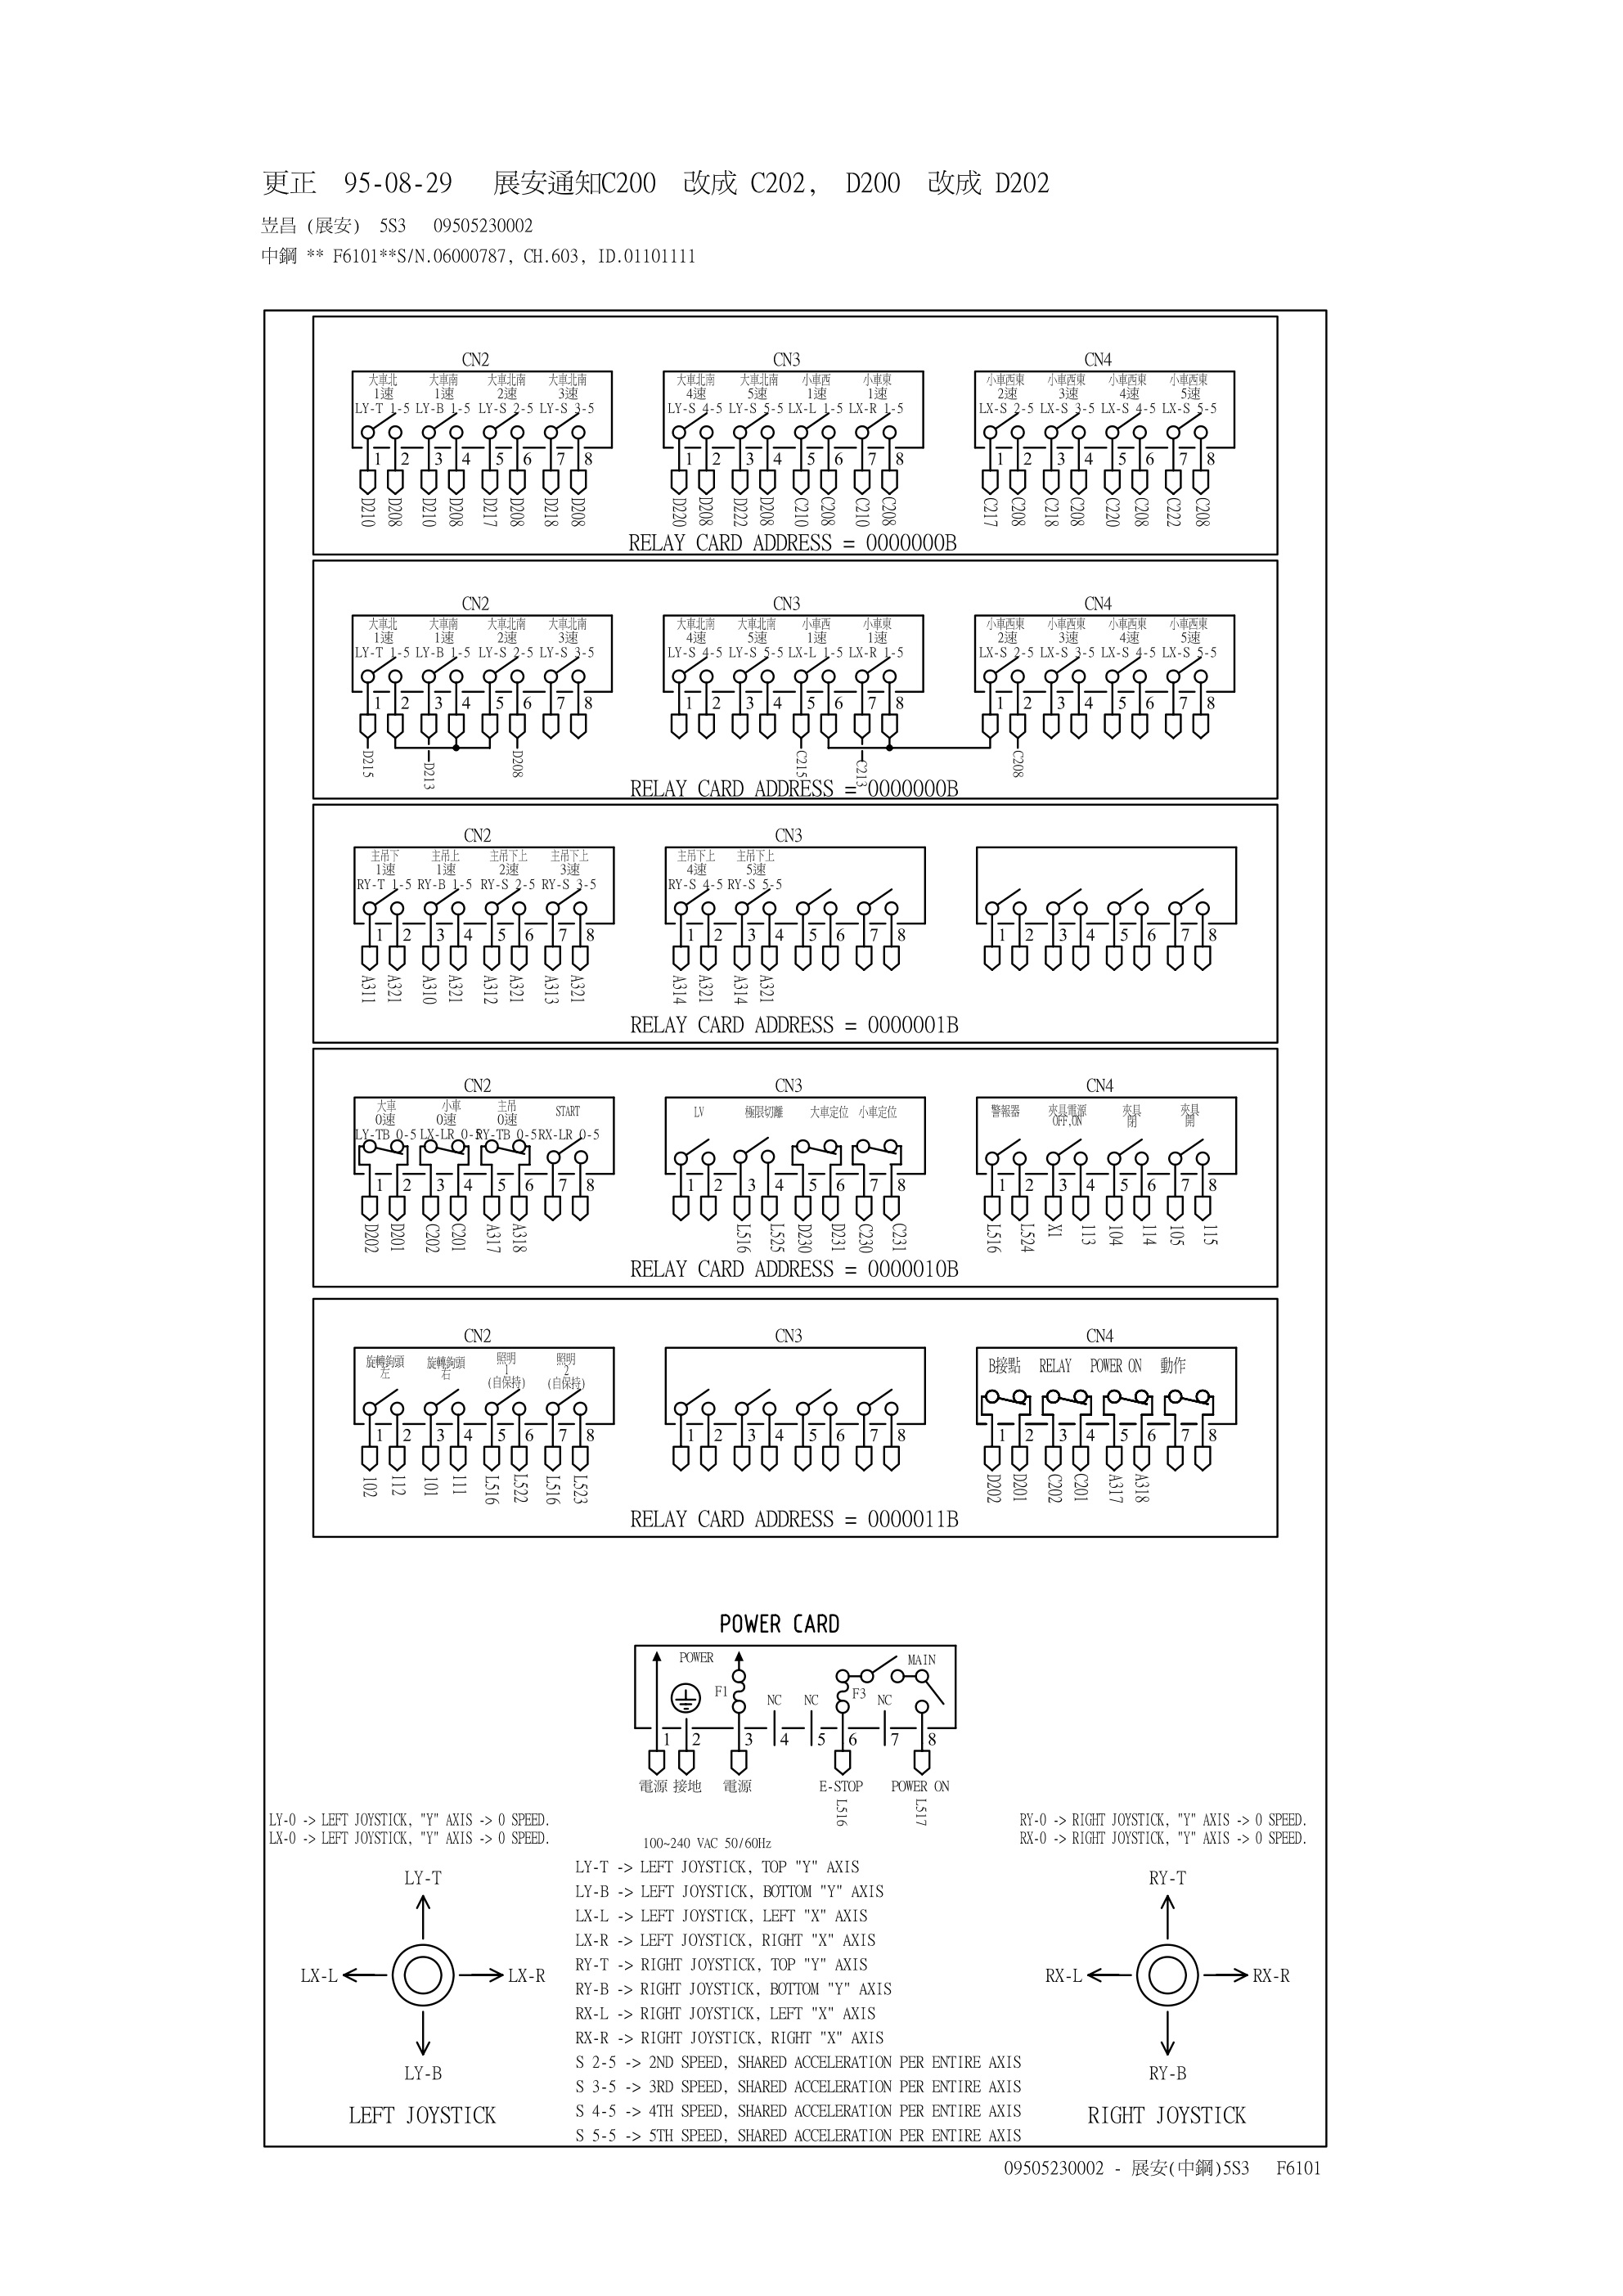 更正 95-08-29 展安通知C200 改成 C202, D200 改成 D202
岦昌 (展安) 5S3 09505230002
中鋼 ** F6101**S/N.06000787, CH.603, ID.01101111
CN2 CN3 CN4
大車北 大車南 大車北南 大車北南 大車北南 大車北南 小車西 小車東 小車西東 小車西東 小車西東 小車西東
1速 1速 2速 3速 4速 5速 1速 1速 2速 3速 4速 5速
LY-T 1-5 LY-B 1-5 LY-S 2-5 LY-S 3-5 LY-S 4-5 LY-S 5-5 LX-L 1-5 LX-R 1-5 LX-S 2-5 LX-S 3-5 LX-S 4-5 LX-S 5-5
1 2 3 4 5 6 7 8 1 2 3 4 5 6 7 8 1 2 3 4 5 6 7 8
D210 D208 D210 D208 D217 D208 D218 D208 D220 D208 D222 D208 C210 C208 C210 C208 C217 C208 C218 C208 C220 C208 C222 C208
RELAY CARD ADDRESS = 0000000B
CN2 CN3 CN4
大車北 大車南 大車北南 大車北南 大車北南 大車北南 小車西 小車東 小車西東 小車西東 小車西東 小車西東
1速 1速 2速 3速 4速 5速 1速 1速 2速 3速 4速 5速
LY-T 1-5 LY-B 1-5 LY-S 2-5 LY-S 3-5 LY-S 4-5 LY-S 5-5 LX-L 1-5 LX-R 1-5 LX-S 2-5 LX-S 3-5 LX-S 4-5 LX-S 5-5
1 2 3 4 5 6 7 8 1 2 3 4 5 6 7 8 1 2 3 4 5 6 7 8
D215 D213 D208 C215 C213 C208
RELAY CARD ADDRESS = 0000000B
CN2 CN3
主吊下 主吊上 主吊下上 主吊下上 主吊下上 主吊下上
1速 1速 2速 3速 4速 5速
RY-T 1-5 RY-B 1-5 RY-S 2-5 RY-S 3-5 RY-S 4-5 RY-S 5-5
1 2 3 4 5 6 7 8 1 2 3 4 5 6 7 8 1 2 3 4 5 6 7 8
A311 A321 A310 A321 A312 A321 A313 A321 A314 A321 A314 A321
RELAY CARD ADDRESS = 0000001B
CN2 CN3 CN4
大車 小車 主吊 START LV 極限切離 大車定位 小車定位 警報器 夾具電源 夾具 夾具
0速 0速 0速 OFF,ON 閉 開
LY-TB 0-5 LX-LR 0-5 RY-TB 0-5 RX-LR 0-5
1 2 3 4 5 6 7 8 1 2 3 4 5 6 7 8 1 2 3 4 5 6 7 8
D202 D201 C202 C201 A317 A318 L516 L525 D230 D231 C230 C231 L516 L524 X1 113 104 114 105 115
RELAY CARD ADDRESS = 0000010B
CN2 CN3 CN4
旋轉鉤頭 旋轉鉤頭 照明 照明 B接點 RELAY POWER ON 動作
左 右 1 2
(自保持) (自保持)
1 2 3 4 5 6 7 8 1 2 3 4 5 6 7 8 1 2 3 4 5 6 7 8
102 112 101 111 L516 L522 L516 L523 D202 D201 C202 C201 A317 A318
RELAY CARD ADDRESS = 0000011B
POWER CARD
POWER MAIN
F1 NC NC F3 NC
1 2 3 4 5 6 7 8
電源 接地 電源 E-STOP POWER ON
L516 L517
LY-0 -> LEFT JOYSTICK, "Y" AXIS -> 0 SPEED.
LX-0 -> LEFT JOYSTICK, "Y" AXIS -> 0 SPEED.
RY-0 -> RIGHT JOYSTICK, "Y" AXIS -> 0 SPEED.
RX-0 -> RIGHT JOYSTICK, "Y" AXIS -> 0 SPEED.
100~240 VAC 50/60Hz
LY-T -> LEFT JOYSTICK, TOP "Y" AXIS
LY-B -> LEFT JOYSTICK, BOTTOM "Y" AXIS
LX-L -> LEFT JOYSTICK, LEFT "X" AXIS
LX-R -> LEFT JOYSTICK, RIGHT "X" AXIS
RY-T -> RIGHT JOYSTICK, TOP "Y" AXIS
RY-B -> RIGHT JOYSTICK, BOTTOM "Y" AXIS
RX-L -> RIGHT JOYSTICK, LEFT "X" AXIS
RX-R -> RIGHT JOYSTICK, RIGHT "X" AXIS
S 2-5 -> 2ND SPEED, SHARED ACCELERATION PER ENTIRE AXIS
S 3-5 -> 3RD SPEED, SHARED ACCELERATION PER ENTIRE AXIS
S 4-5 -> 4TH SPEED, SHARED ACCELERATION PER ENTIRE AXIS
S 5-5 -> 5TH SPEED, SHARED ACCELERATION PER ENTIRE AXIS
LY-T
LX-L LX-R
LY-B
LEFT JOYSTICK
RY-T
RX-L RX-R
RY-B
RIGHT JOYSTICK
09505230002 - 展安(中鋼)5S3 F6101